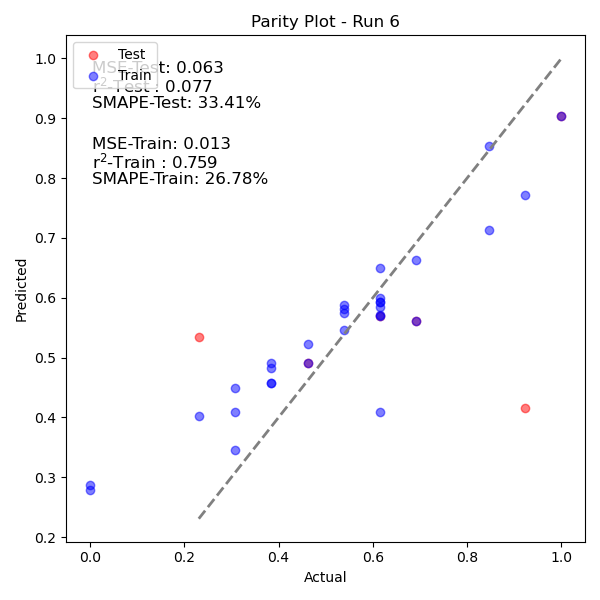 Parity Plot - Run 6
Test
Train
MSE-Test: 0.063
r²-Test : 0.077
SMAPE-Test: 33.41%
MSE-Train: 0.013
r²-Train : 0.759
SMAPE-Train: 26.78%
1.0
0.9
0.8
0.7
0.6
0.5
0.4
0.3
0.2
Predicted
0.0
0.2
0.4
0.6
0.8
1.0
Actual